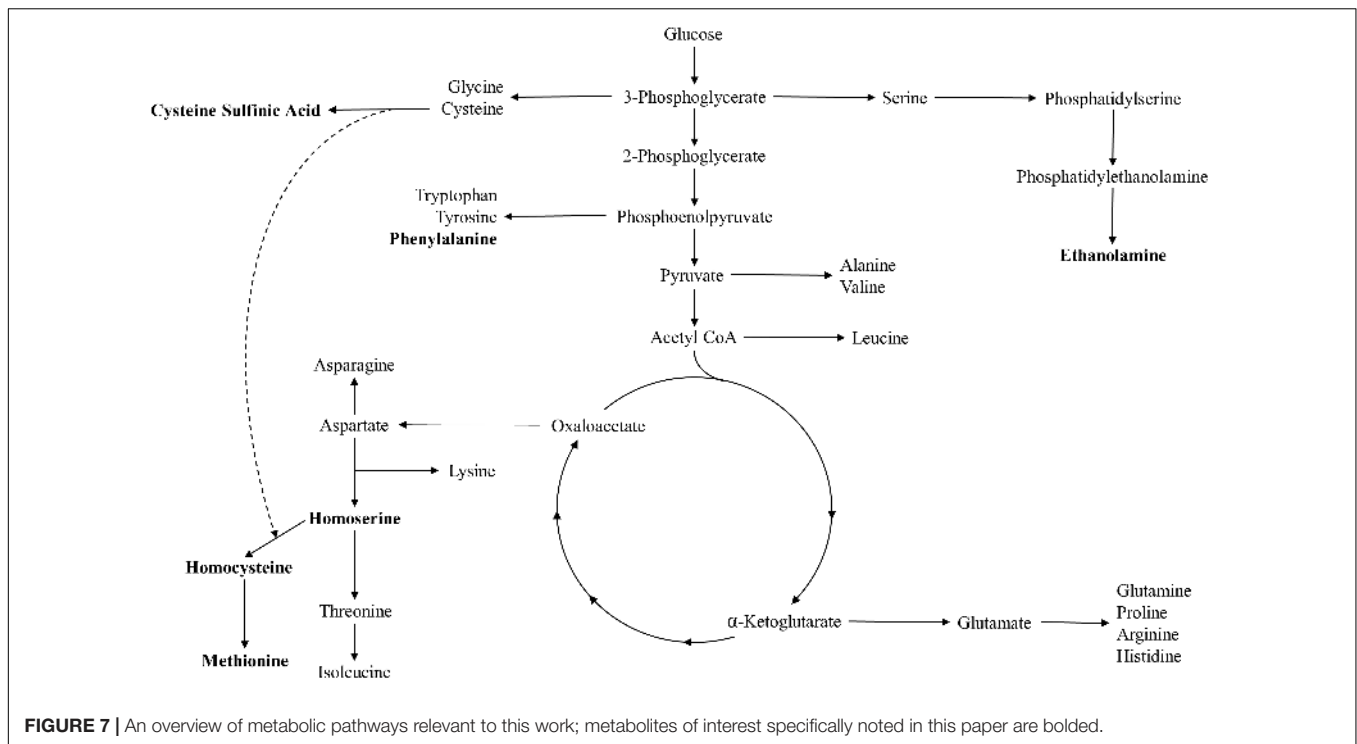 Glucose
Glycine
Cysteine
Cysteine Sulfinic Acid
3-Phosphoglycerate
Serine
Phosphatidylserine
2-Phosphoglycerate
Phosphatidylethanolamine
Tryptophan
Tyrosine
Phenylalanine
Phosphoenolpyruvate
Ethanolamine
Pyruvate
Alanine
Valine
Acetyl CoA
Leucine
Asparagine
Aspartate
Oxaloacetate
Lysine
Homoserine
Homocysteine
Threonine
Methionine
Isoleucine
α-Ketoglutarate
Glutamate
Glutamine
Proline
Arginine
Histidine
FIGURE 7 | An overview of metabolic pathways relevant to this work; metabolites of interest specifically noted in this paper are bolded.